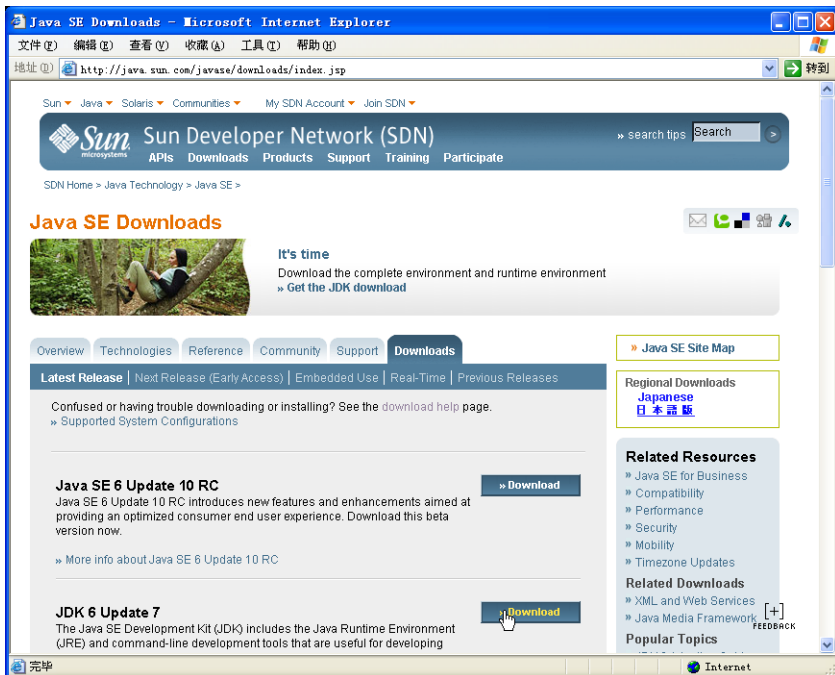 Java SE Downloads - Microsoft Internet Explorer
文件(F) 编辑(E) 查看(V) 收藏(A) 工具(T) 帮助(H)
地址(D) http://java.sun.com/javase/downloads/index.jsp 转到
Sun Java Solaris Communities My SDN Account Join SDN
Sun microsystems Sun Developer Network (SDN) » search tips Search
APIs Downloads Products Support Training Participate
SDN Home > Java Technology > Java SE >
Java SE Downloads
It's time
Download the complete environment and runtime environment
» Get the JDK download
Overview Technologies Reference Community Support Downloads
Latest Release | Next Release (Early Access) | Embedded Use | Real-Time | Previous Releases
Confused or having trouble downloading or installing? See the download help page.
» Supported System Configurations
Java SE 6 Update 10 RC
» Download
Java SE 6 Update 10 RC introduces new features and enhancements aimed at
providing an optimized consumer end user experience. Download this beta
version now.
» More info about Java SE 6 Update 10 RC
JDK 6 Update 7
» Download
The Java SE Development Kit (JDK) includes the Java Runtime Environment
(JRE) and command-line development tools that are useful for developing
» Java SE Site Map
Regional Downloads
Japanese
日本語版
Related Resources
» Java SE for Business
» Compatibility
» Performance
» Security
» Mobility
» Timezone Updates
Related Downloads
» XML and Web Services
» Java Media Framework
[+]
FEEDBACK
Popular Topics
完毕 Internet